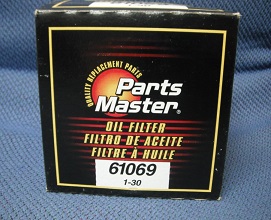 QUALITY REPLACEMENT PARTS
Parts
Master®
OIL FILTER
FILTRO DE ACEITE
FILTRE À HUILE
61069
1-30